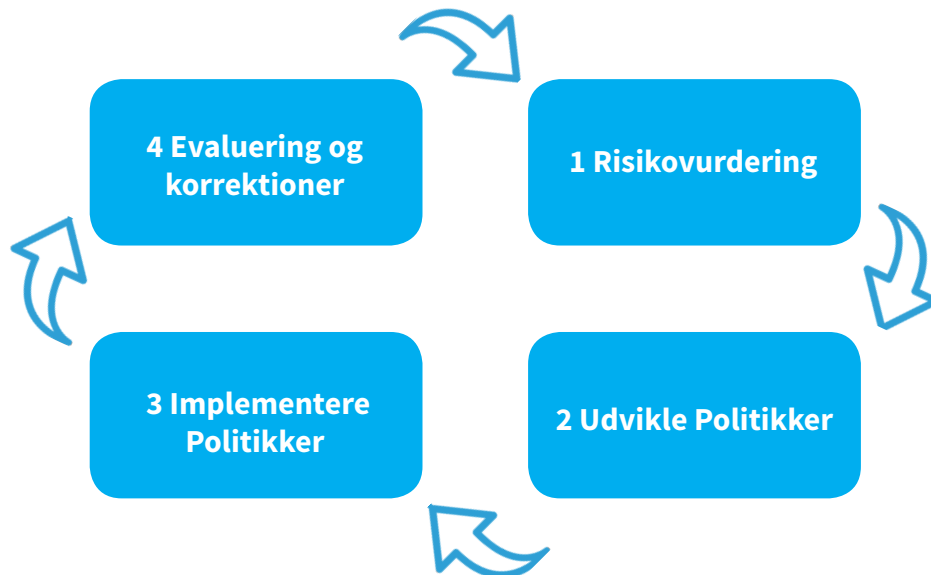 4 Evaluering og
korrektioner
1 Risikovurdering
3 Implementere
Politikker
2 Udvikle Politikker